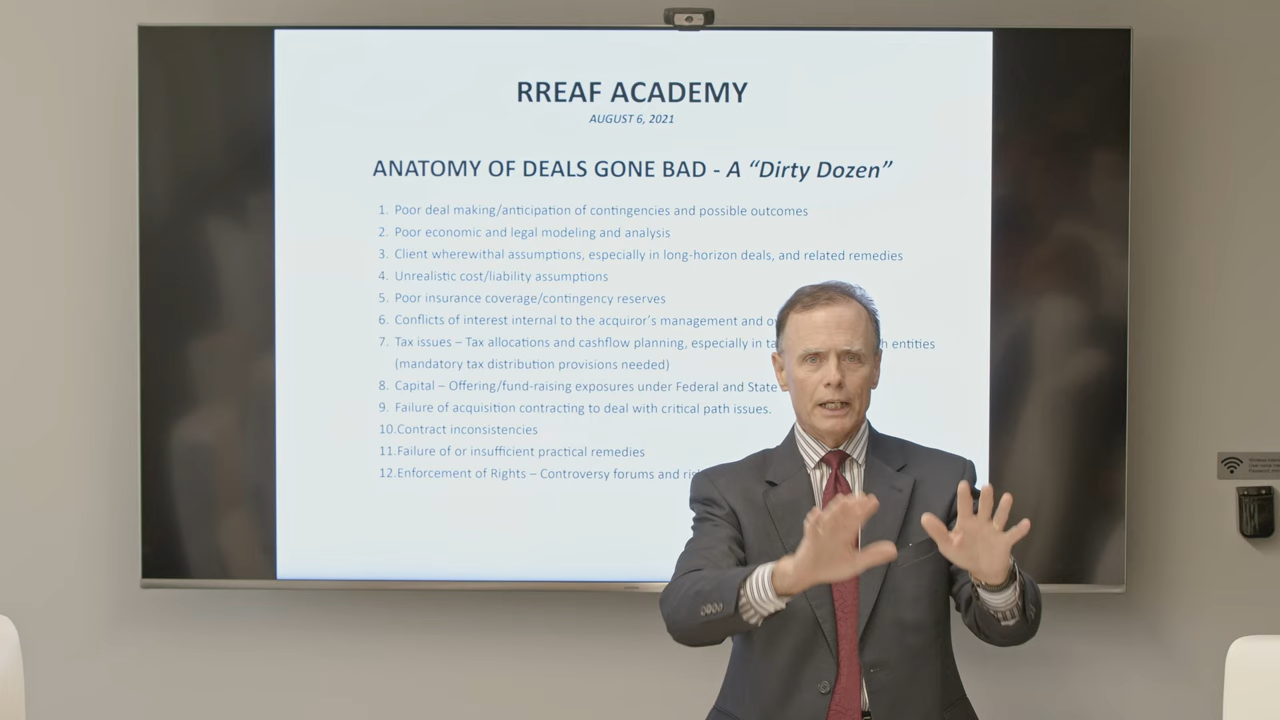 RREAF ACADEMY
AUGUST 6, 2021
ANATOMY OF DEALS GONE BAD - A “Dirty Dozen”
1. Poor deal making/anticipation of contingencies and possible outcomes
2. Poor economic and legal modeling and analysis
3. Client wherewithal assumptions, especially in long-horizon deals, and related remedies
4. Unrealistic cost/liability assumptions
5. Poor insurance coverage/contingency reserves
6. Conflicts of interest internal to the acquiror’s management and
7. Tax issues – Tax allocations and cashflow planning, especially in entities
(mandatory tax distribution provisions needed)
8. Capital – Offering/fund-raising exposures under Federal and State
9. Failure of acquisition contracting to deal with critical path issues.
10.Contract inconsistencies
11.Failure of or insufficient practical remedies
12.Enforcement of Rights – Controversy forums and